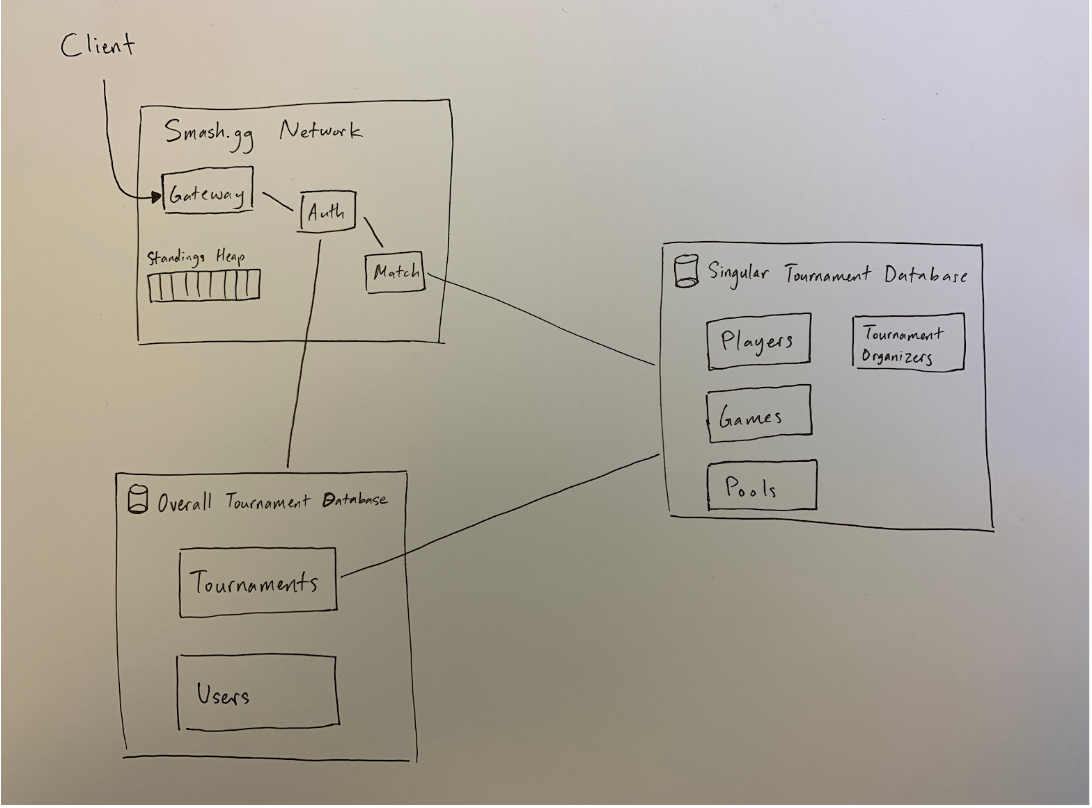 Client
Smash.gg Network
Gateway
Auth
Standings Heap
Match
Singular Tournament Database
Players
Tournament
Organizers
Games
Pools
Overall Tournament Database
Tournaments
Users